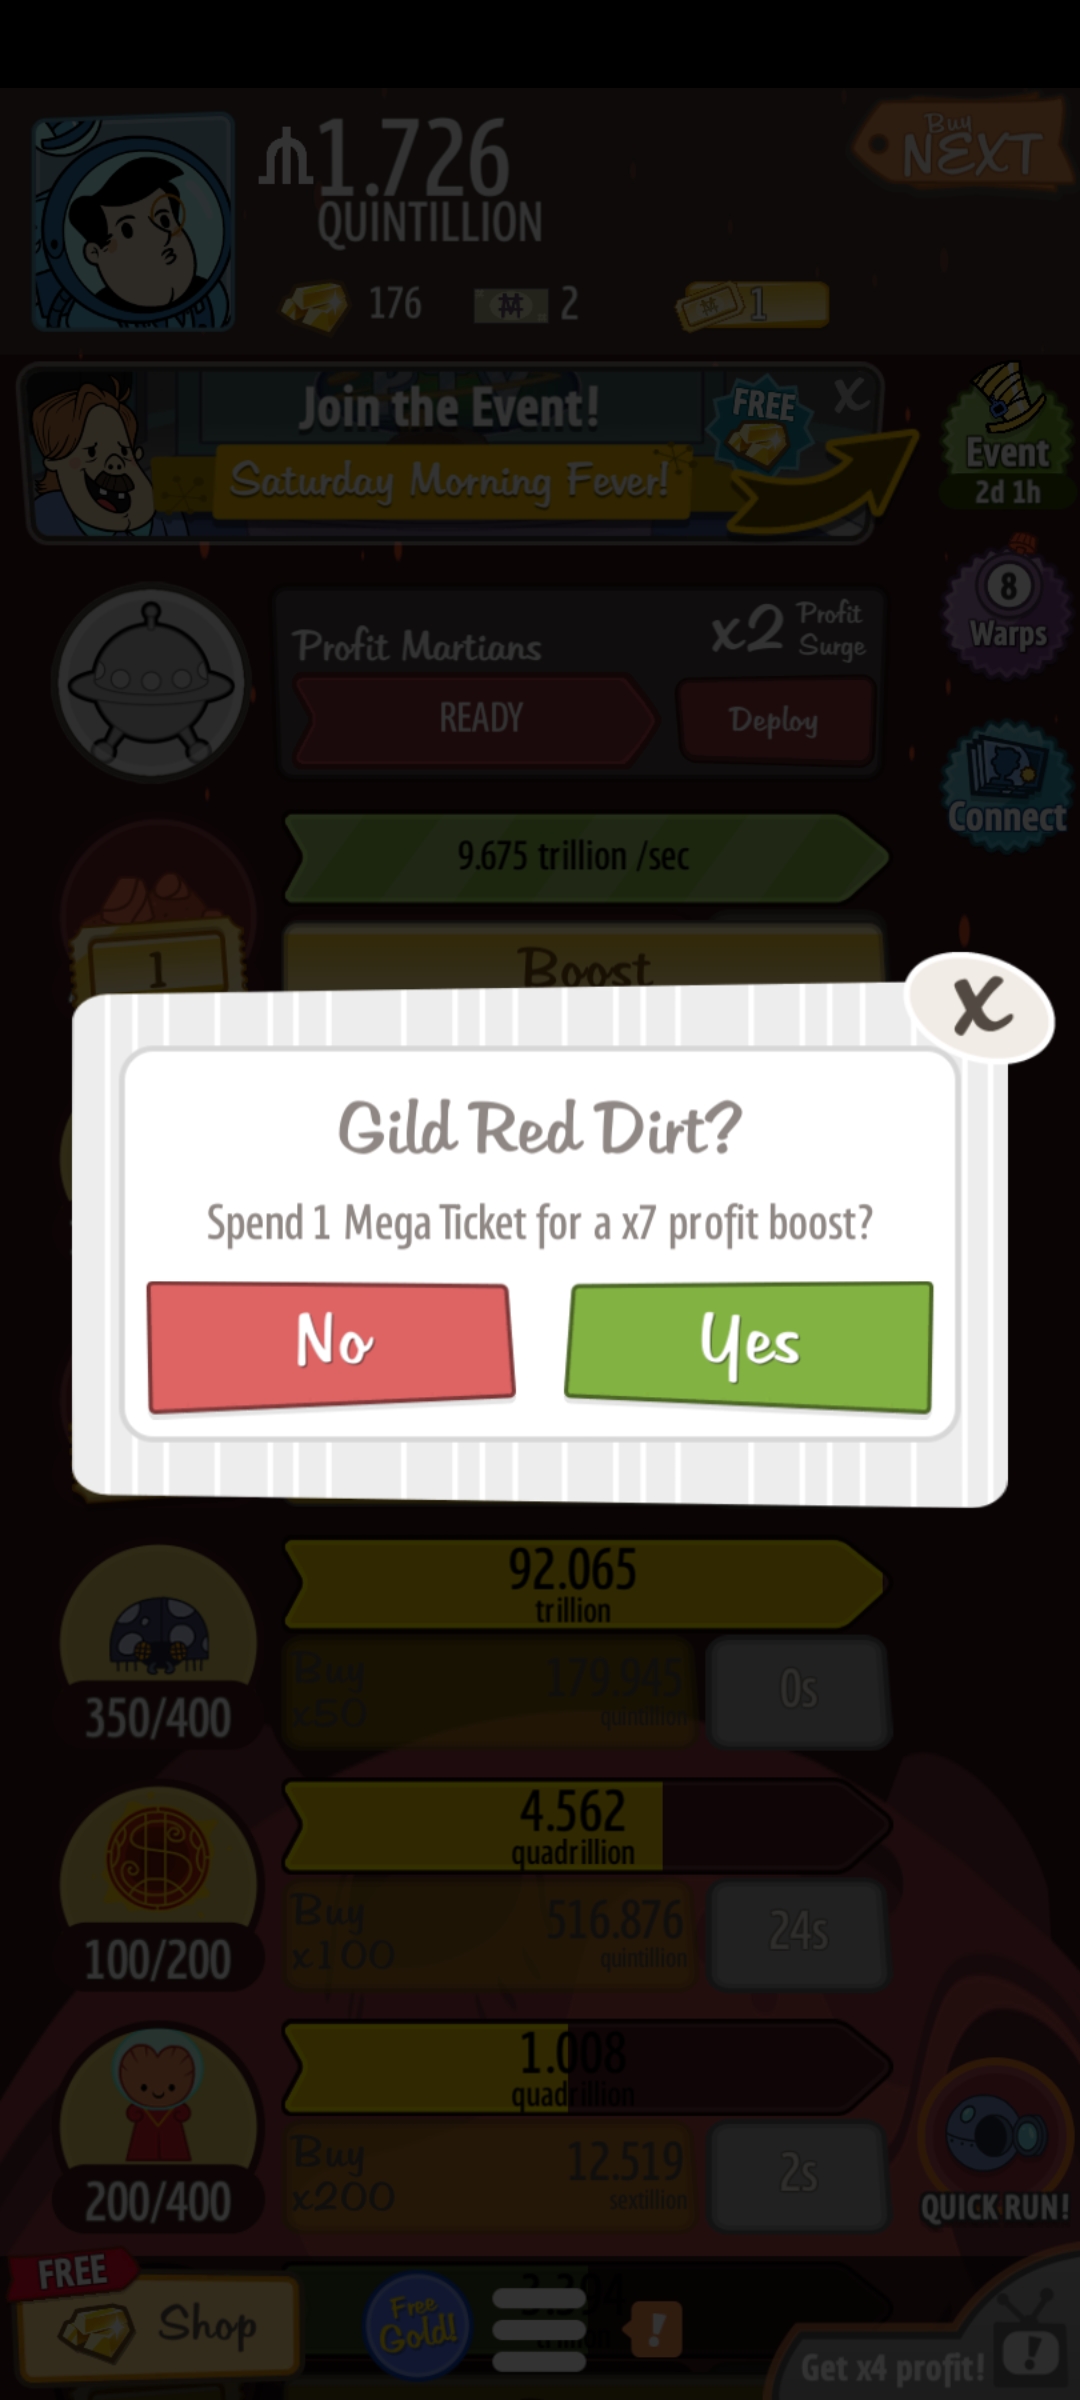 1.726
QUINTILLION
Buy
NEXT
176
2
1
Join the Event!
Saturday Morning Fever!
FREE
X
Event
2d 1h
Profit Martians
x2 Profit Surge
READY
Deploy
8
Warps
Connect
9.675 trillion /sec
1
Boost
X
Gild Red Dirt?
Spend 1 Mega Ticket for a x7 profit boost?
No
Yes
92.065
trillion
350/400
Buy
x50
179.945
quintillion
0s
4.562
quadrillion
100/200
Buy
x100
516.876
quintillion
24s
1.008
quadrillion
200/400
Buy
x200
12.519
sextillion
2s
QUICK RUN!
FREE
Shop
Free
Gold!
!
Get x4 profit!
!